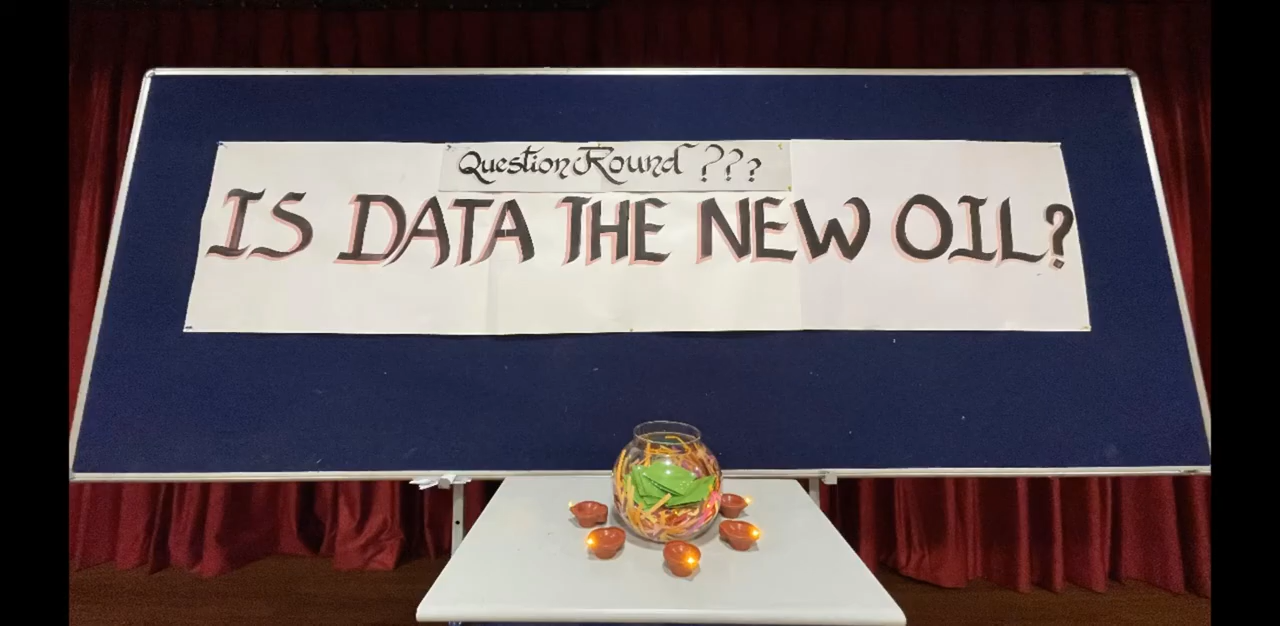 Question Round ???
IS DATA THE NEW OIL?